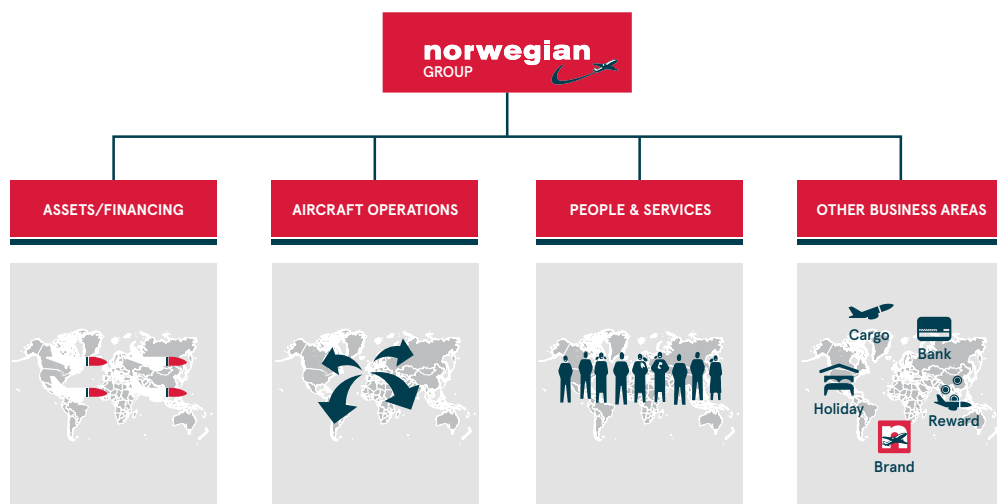 norwegian
GROUP
ASSETS/FINANCING
AIRCRAFT OPERATIONS
PEOPLE & SERVICES
OTHER BUSINESS AREAS
Cargo
Bank
Holiday
Reward
n
Brand